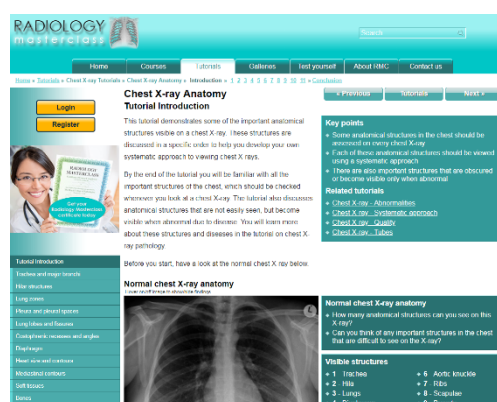 RADIOLOGY
masterclass
Search
Home
Courses
Tutorials
Galleries
Test yourself
About RMC
Contact us
Home » Tutorials » Chest X-ray Tutorials » Chest X-ray Anatomy » Introduction » 1 2 3 4 5 6 7 8 9 10 11 » Conclusion
Login
Register
RADIOLOGY
MASTERCLASS
Get your
Radiology Masterclass
certificate today
Tutorial Introduction
Trachea and major bronchi
Hilar structures
Lung zones
Pleura and pleural spaces
Lung lobes and fissures
Costophrenic recesses and angles
Diaphragm
Heart size and contours
Mediastinal contours
Soft tissues
Bones
Chest X-ray Anatomy
Tutorial Introduction
This tutorial demonstrates some of the important anatomical
structures visible on a chest X-ray. These structures are
discussed in a specific order to help you develop your own
systematic approach to viewing chest X rays.
By the end of the tutorial you will be familiar with all the
important structures of the chest, which should be checked
whenever you look at a chest X-ray. The tutorial also discusses
anatomical structures that are not easily seen, but become
visible when abnormal due to disease. You will learn more
about these structures and diseases in the tutorial on chest X-
ray pathology.
Before you start, have a look at the normal chest X ray below.
Normal chest X-ray anatomy
L
« Previous
Tutorials
Next »
Key points
Some anatomical structures in the chest should be
assessed on every chest X-ray
Each of these anatomical structures should be viewed
using a systematic approach
There are also important structures that are obscured
or become visible only when abnormal
Related tutorials
Chest X-ray - Abnormalities
Chest X-ray - Systematic approach
Chest X-ray - Quality
Chest X-ray - Tubes
Normal chest X-ray anatomy
How many anatomical structures can you see on this
X-ray?
Can you think of any important structures in the chest
that are difficult to see on the X-ray?
Visible structures
1 - Trachea
2 - Hila
3 - Lungs
6 - Aortic knuckle
7 - Ribs
8 - Scapulae